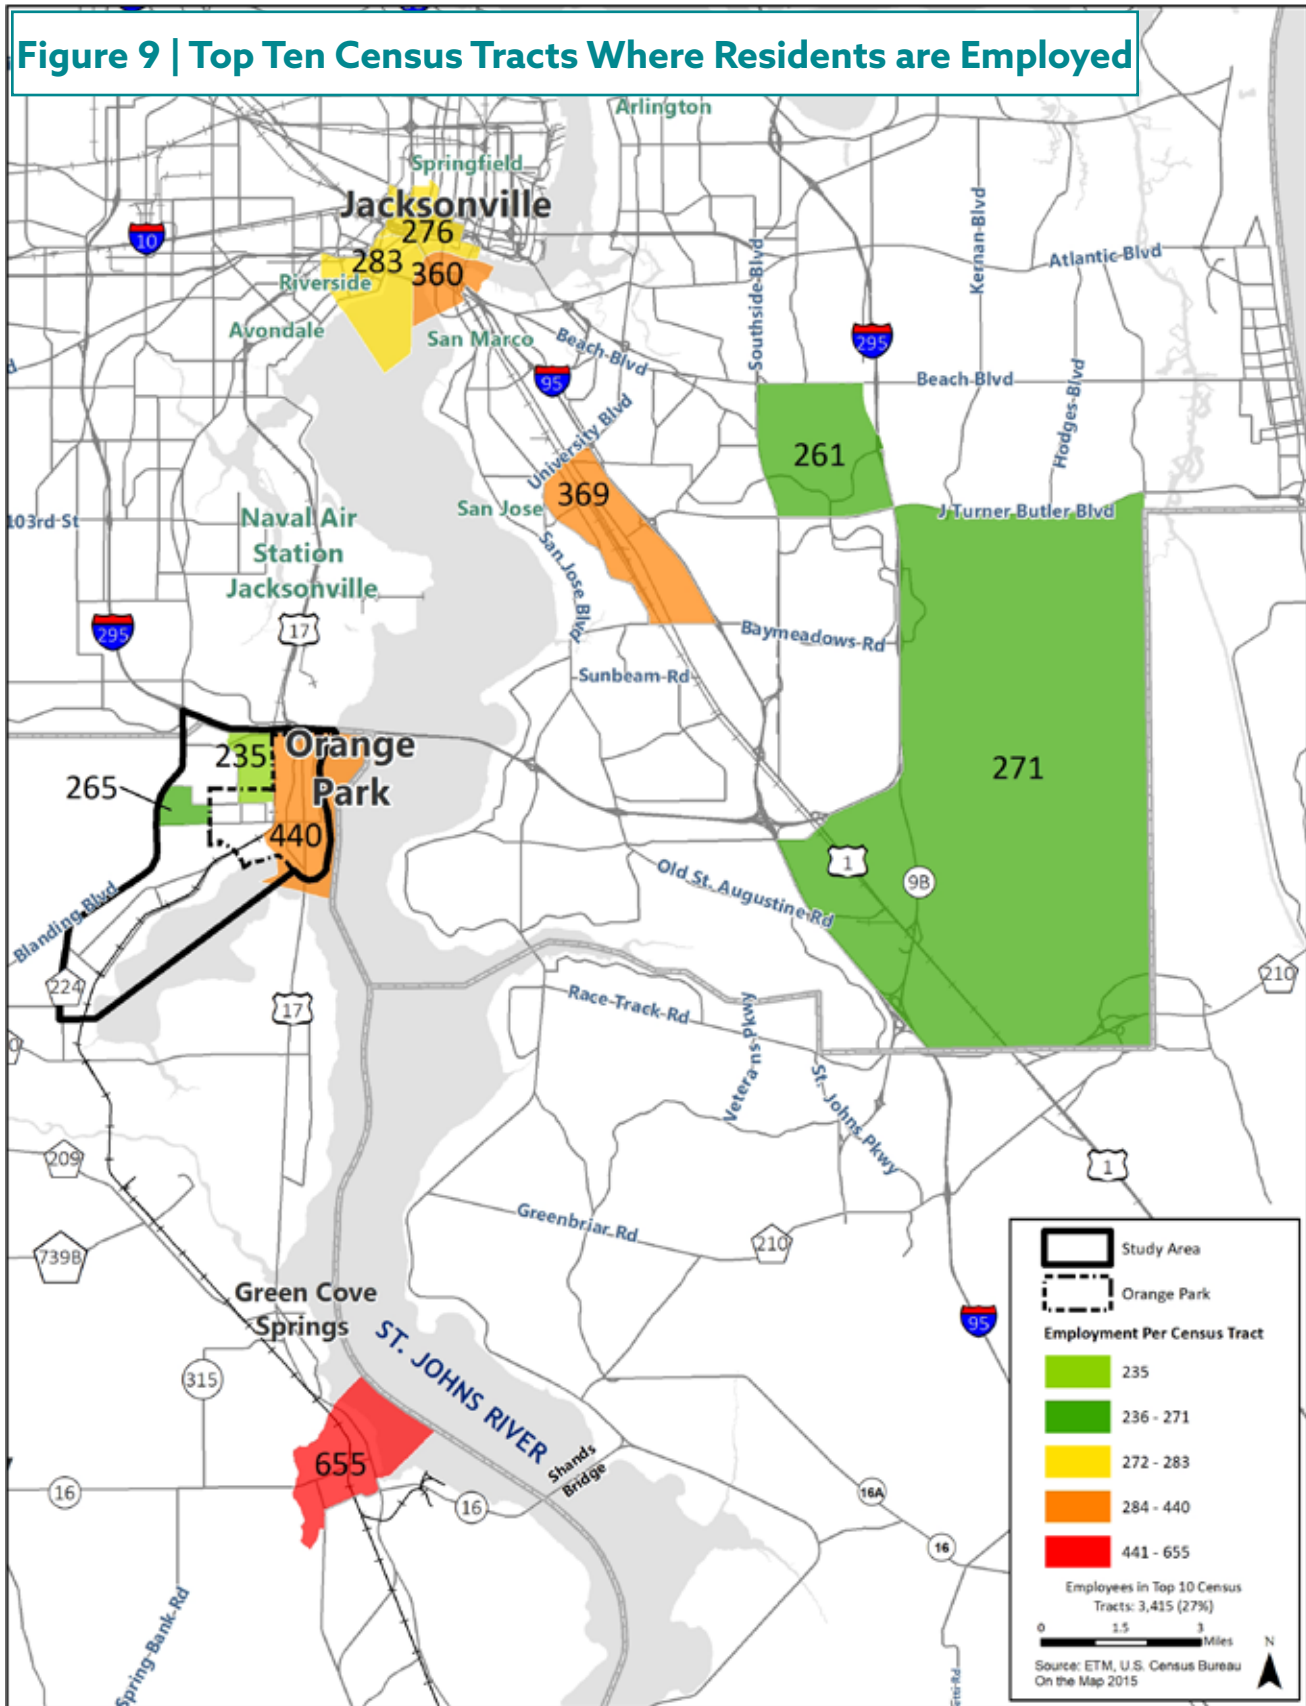 Figure 9 | Top Ten Census Tracts Where Residents are Employed
Arlington
Springfield
Jacksonville
276
10
283
360
Riverside
Avondale
San Marco
Beach Blvd
Southside Blvd
Kernan Blvd
Atlantic Blvd
295
95
Beach Blvd
Hodges Blvd
University Blvd
261
369
San Jose
J Turner Butler Blvd
103rd St
Naval Air
Station
Jacksonville
San Jose Blvd
295
17
Baymeadows Rd
Sunbeam Rd
Orange
Park
235
265
440
271
1
9B
Old St. Augustine Rd
Blanding Blvd
224
17
210
Race Track Rd
Veterans Pkwy
St. Johns Pkwy
209
1
739B
Greenbriar Rd
210
Green Cove
Springs
ST. JOHNS RIVER
95
315
655
Shands
Bridge
16
16
16A
16
Spring Bank Rd
Study Area
Orange Park
Employment Per Census Tract
235
236 - 271
272 - 283
284 - 440
441 - 655
Employees in Top 10 Census
Tracts: 3,415 (27%)
0 1.5 3
Miles
N
Source: ETM, U.S. Census Bureau
On the Map 2015